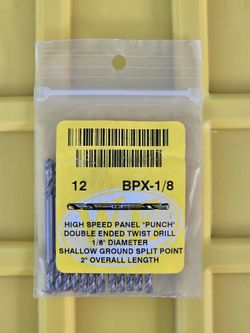 12 BPX-1/8
HIGH SPEED PANEL "PUNCH"
DOUBLE ENDED TWIST DRILL
1/8" DIAMETER
SHALLOW GROUND SPLIT POINT
2" OVERALL LENGTH